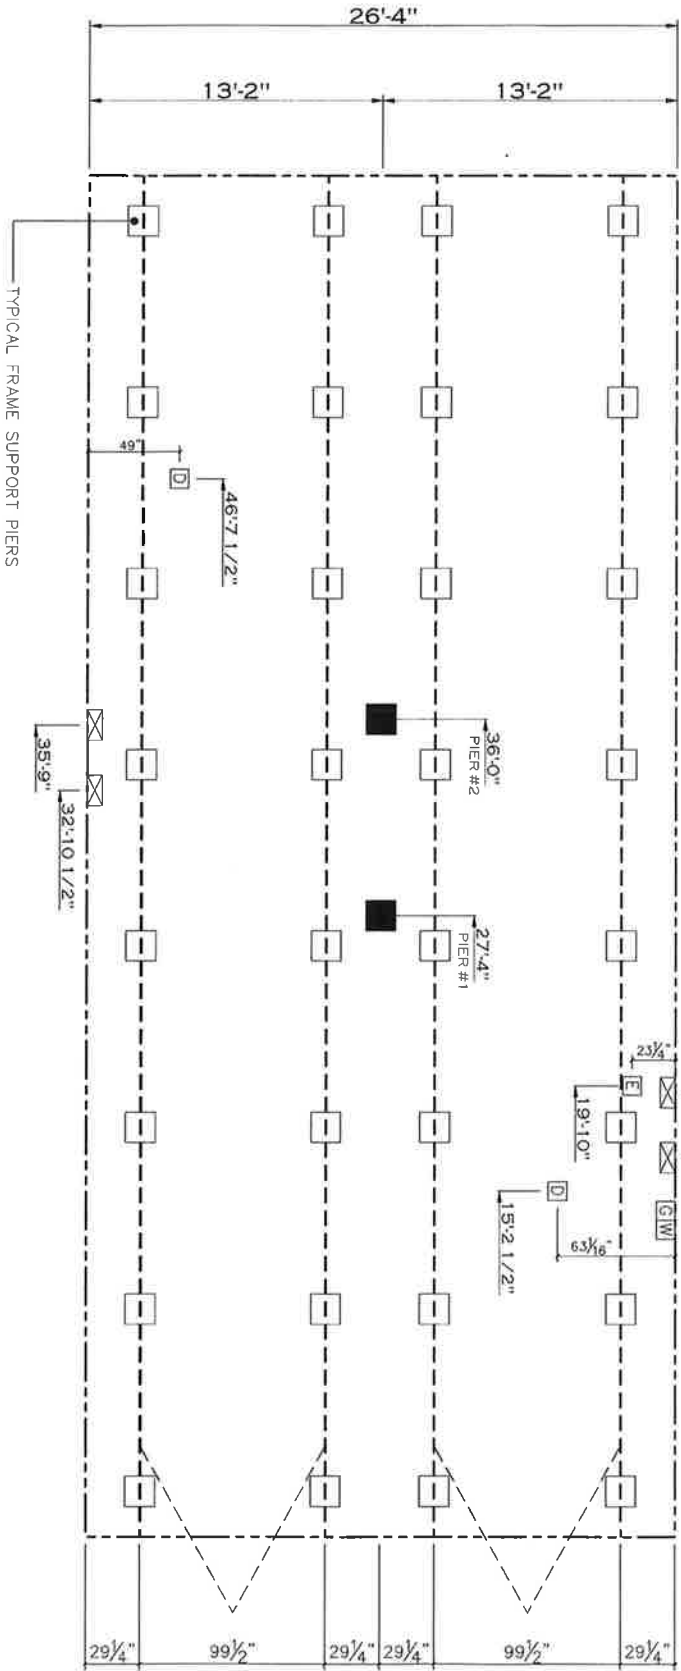 26'-4"
13'-2"
13'-2"
TYPICAL FRAME SUPPORT PIERS
49"
D
46'-7 1/2"
36'-0"
PIER #2
35'-9"
32'-10 1/2"
27'-4"
PIER #1
23¼"
E
19'-10"
D
G W
15'-2 1/2"
63⅟16"
29¼"
99½"
29¼"
29¼"
99½"
29¼"